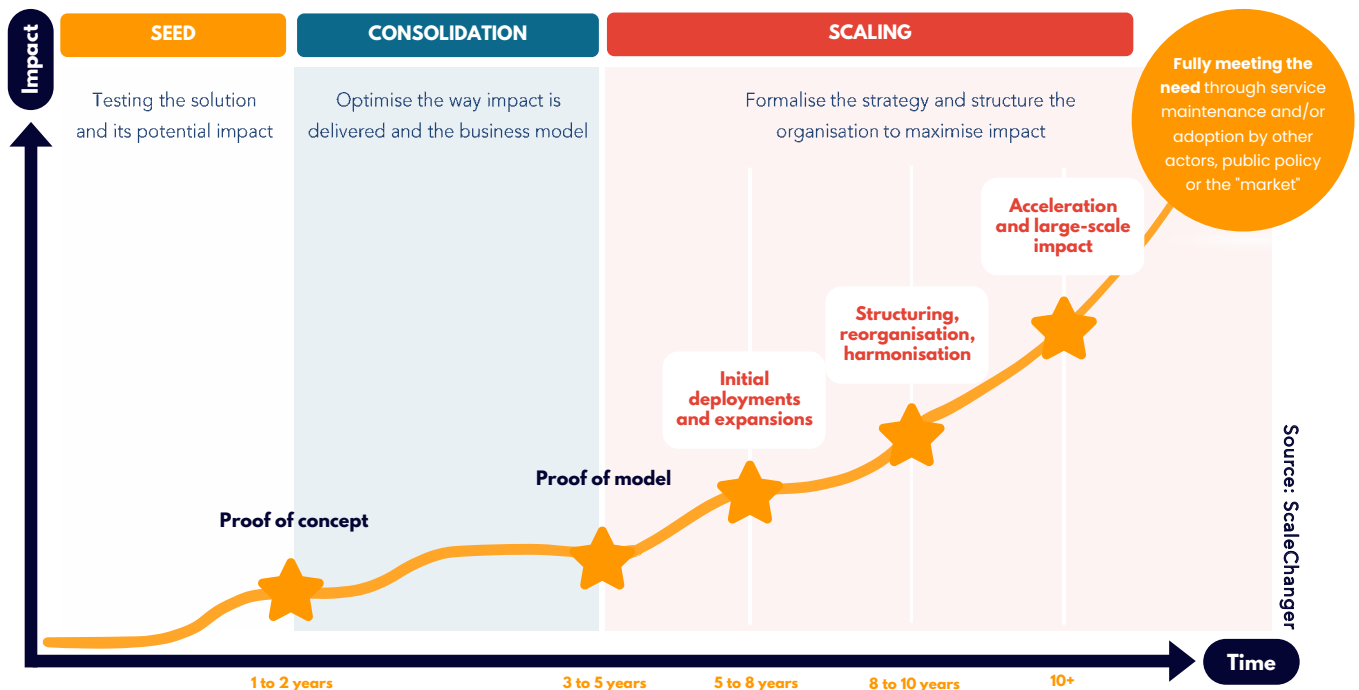 Impact
SEED
CONSOLIDATION
SCALING
Testing the solution
and its potential impact
Optimise the way impact is
delivered and the business model
Formalise the strategy and structure the
organisation to maximise impact
Fully meeting the
need through service
maintenance and/or
adoption by other
actors, public policy
or the "market"
Acceleration
and large-scale
impact
Structuring,
reorganisation,
harmonisation
Initial
deployments
and expansions
Proof of model
Proof of concept
Source: ScaleChanger
Time
1 to 2 years
3 to 5 years
5 to 8 years
8 to 10 years
10+